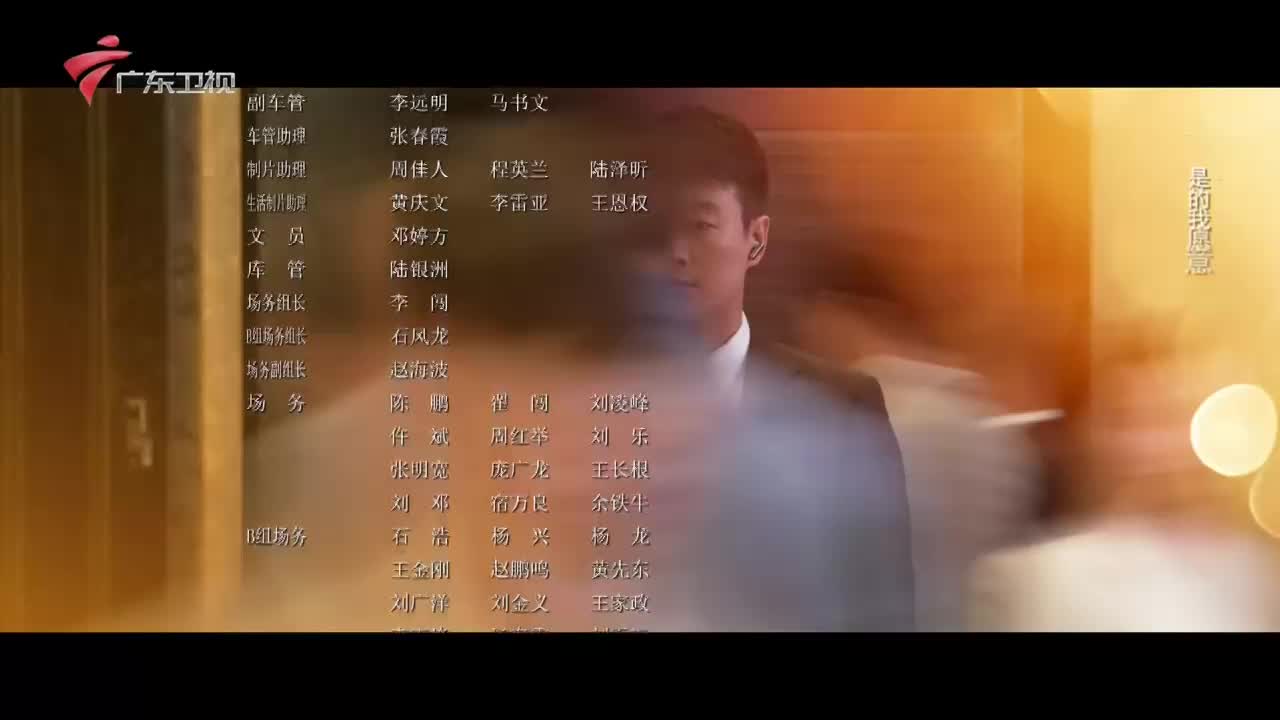 广东卫视
副车管 李远明 马书文
车管助理 张春霞
制片助理 周佳人 程英兰 陆泽昕
生活制片助理 黄庆文 李雷亚 王恩权
文 员 邓婷方
库 管 陆银洲
场务组长 李 闯
B组场务组长 石风龙
场务副组长 赵海波
场 务 陈 鹏 翟 闯 刘凌峰
仵 斌 周红举 刘 乐
张明宽 庞广龙 王长根
刘 邓 宿万良 余铁牛
B组场务 石 浩 杨 兴 杨 龙
王金刚 赵鹏鸣 黄先东
刘广洋 刘金义 王家政
是的我愿意